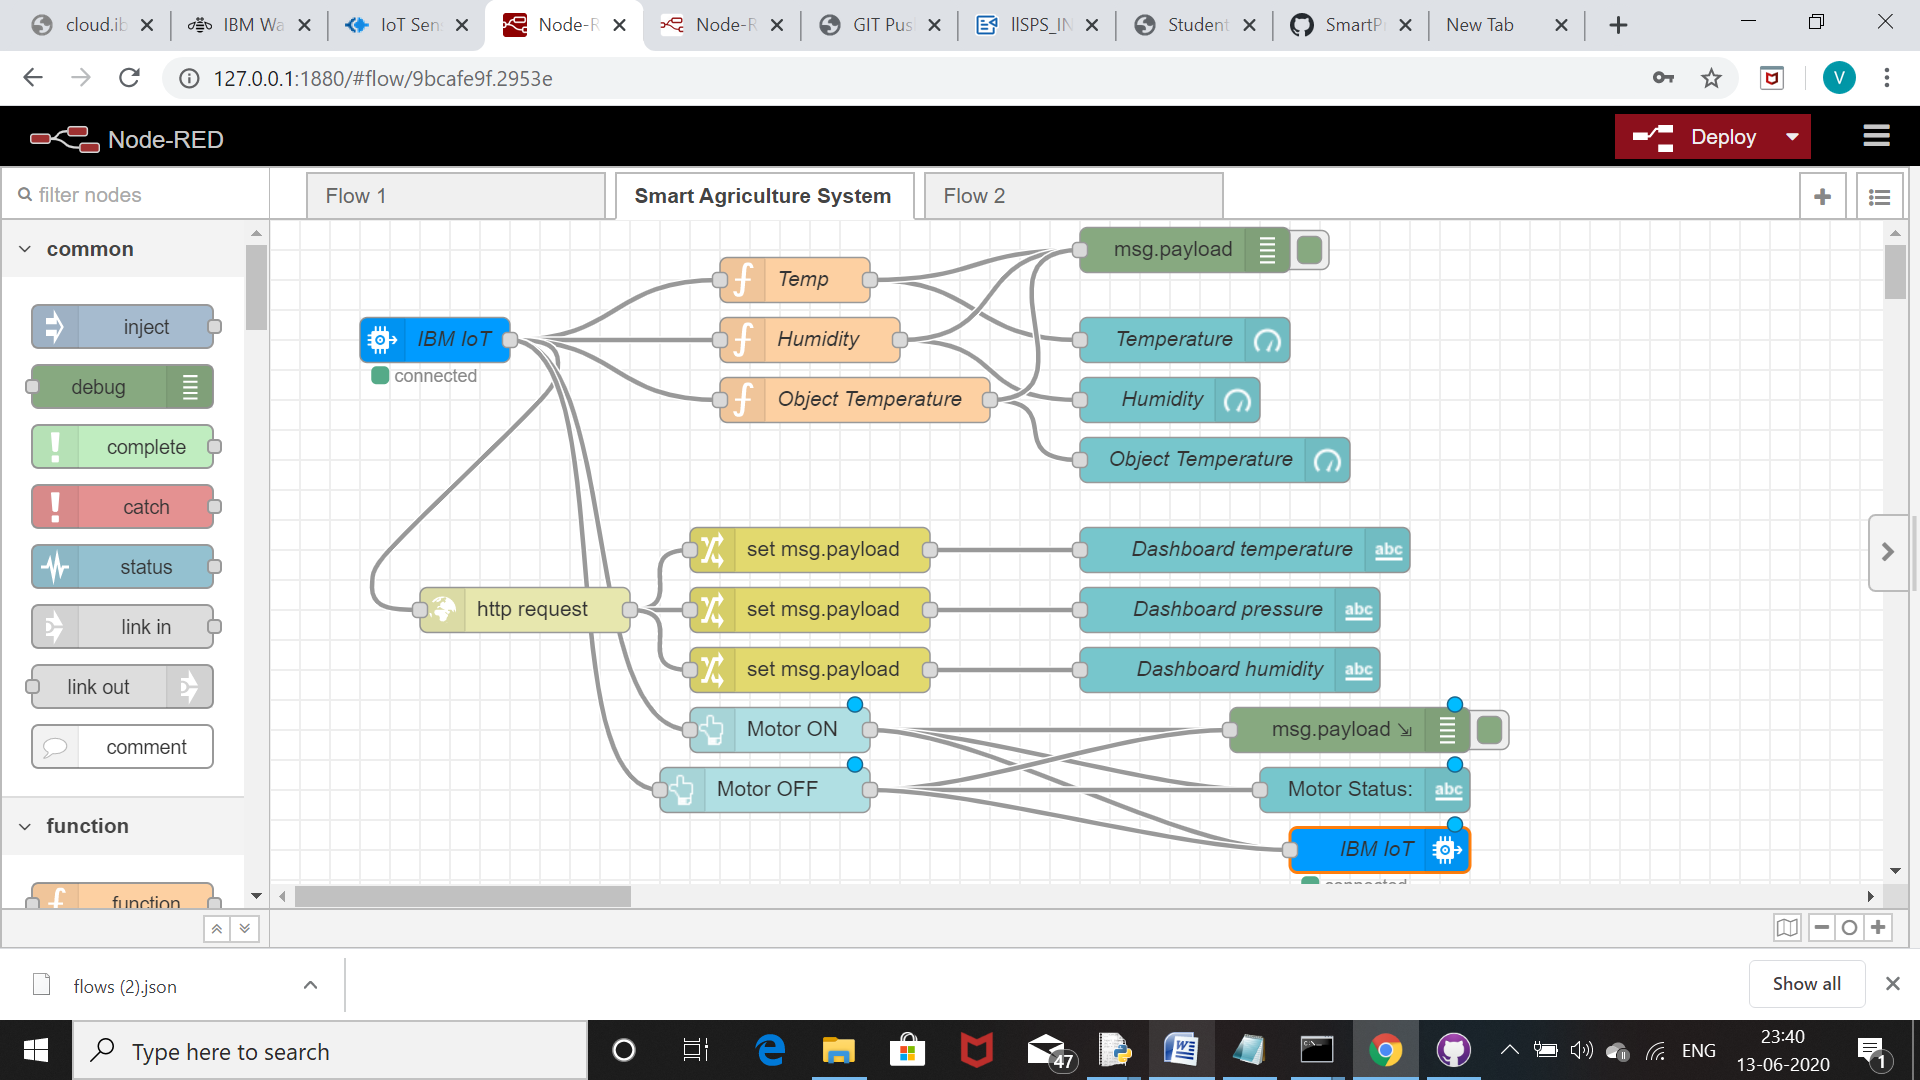 cloud.ib IBM Wa IoT Sen Node-R Node-R GIT Pus IISPS_IN Student SmartPr New Tab
127.0.0.1:1880/#flow/9bcafe9f.2953e
V
Node-RED
Deploy
filter nodes
Flow 1
Smart Agriculture System
Flow 2
common
inject
debug
complete
catch
status
link in
link out
comment
function
function
IBM IoT
connected
Temp
Humidity
Object Temperature
msg.payload
Temperature
Humidity
Object Temperature
http request
set msg.payload
set msg.payload
set msg.payload
Dashboard temperature abc
Dashboard pressure abc
Dashboard humidity abc
Motor ON
Motor OFF
msg.payload
Motor Status: abc
IBM IoT
connected
flows (2).json
Show all
Type here to search
47
ENG
23:40
13-06-2020
1